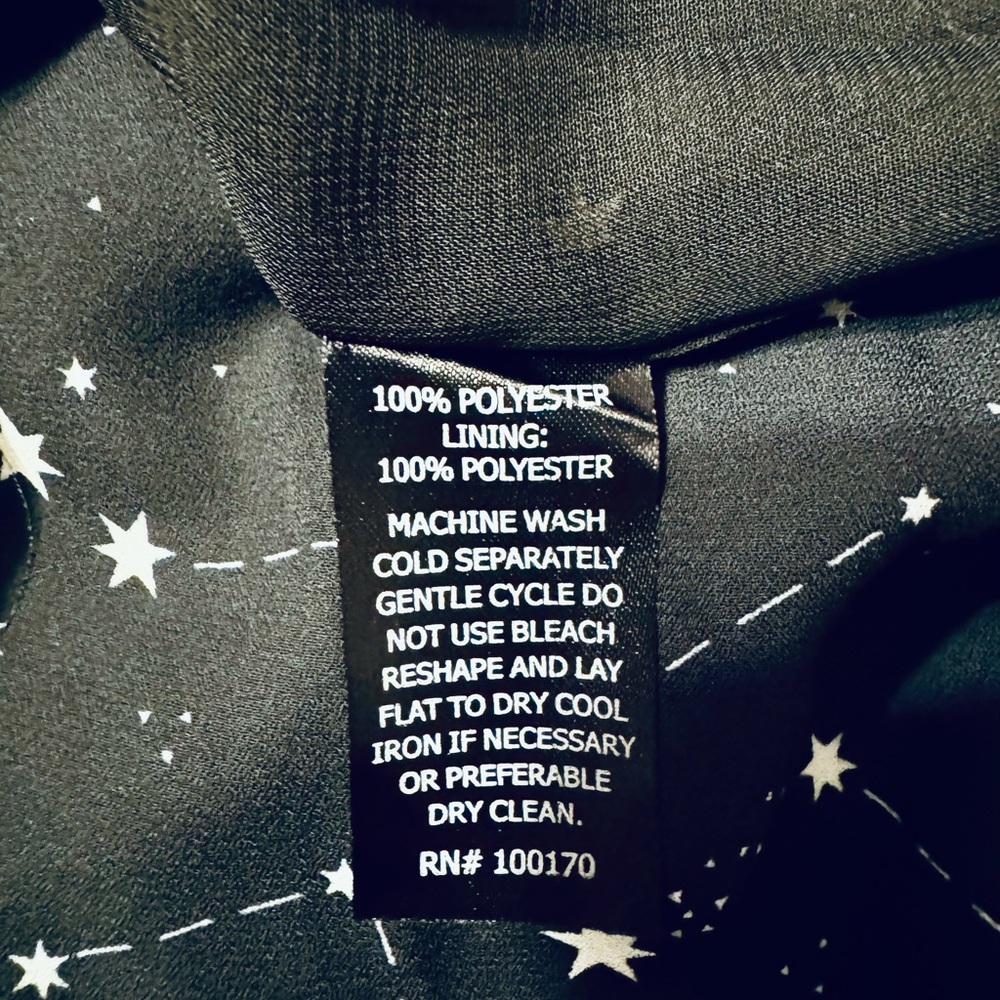 100% POLYESTER
LINING:
100% POLYESTER
MACHINE WASH
COLD SEPARATELY
GENTLE CYCLE DO
NOT USE BLEACH
RESHAPE AND LAY
FLAT TO DRY COOL
IRON IF NECESSARY
OR PREFERABLE
DRY CLEAN.
RN# 100170